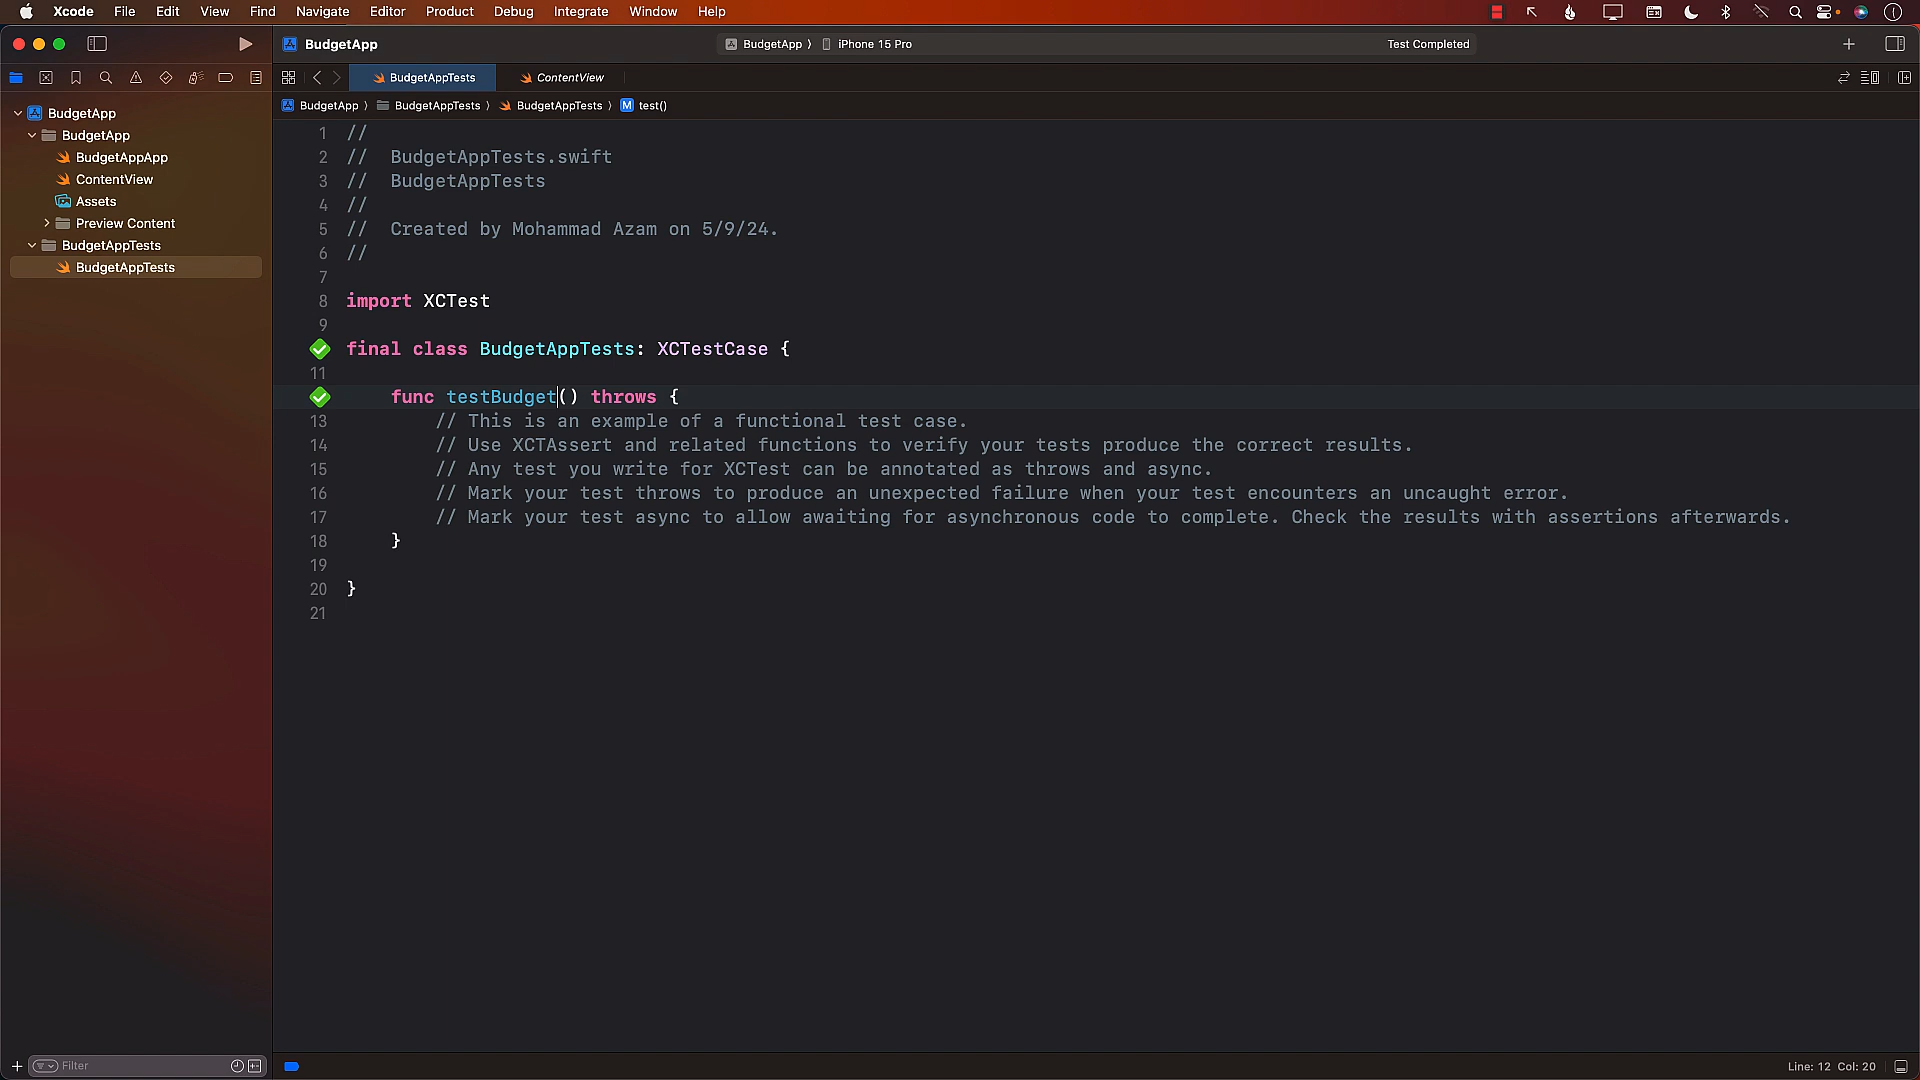 Xcode File Edit View Find Navigate Editor Product Debug Integrate Window Help
BudgetApp
BudgetApp ⟩ iPhone 15 Pro
Test Completed
BudgetAppTests
ContentView
BudgetApp ⟩ BudgetAppTests ⟩ BudgetAppTests ⟩ M test()
BudgetApp
BudgetApp
BudgetAppApp
ContentView
Assets
Preview Content
BudgetAppTests
BudgetAppTests
1 //
2 // BudgetAppTests.swift
3 // BudgetAppTests
4 //
5 // Created by Mohammad Azam on 5/9/24.
6 //
7
8 import XCTest
9
final class BudgetAppTests: XCTestCase {
11
func testBudget() throws {
13 // This is an example of a functional test case.
14 // Use XCTAssert and related functions to verify your tests produce the correct results.
15 // Any test you write for XCTest can be annotated as throws and async.
16 // Mark your test throws to produce an unexpected failure when your test encounters an uncaught error.
17 // Mark your test async to allow awaiting for asynchronous code to complete. Check the results with assertions afterwards.
18 }
19
20 }
21
Filter
Line: 12 Col: 20